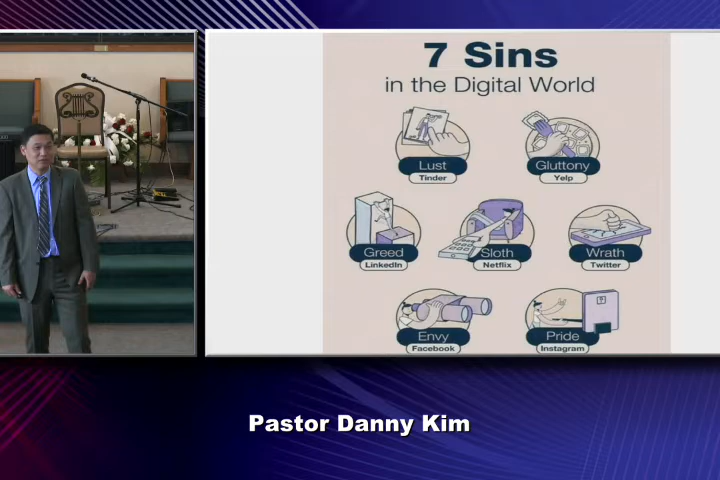 7 Sins
in the Digital World
Lust
Tinder
Gluttony
Yelp
Greed
LinkedIn
Sloth
Netflix
Wrath
Twitter
Envy
Facebook
Pride
Instagram
Pastor Danny Kim